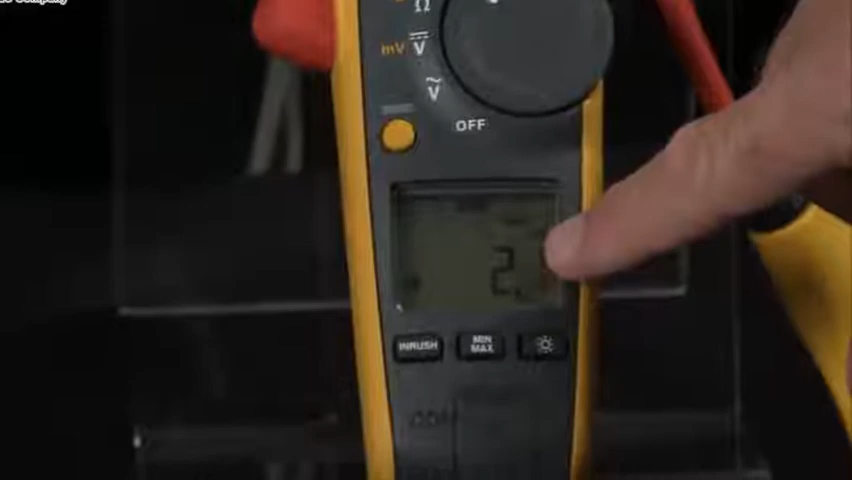 Ω
mV V
V
OFF
2.
INRUSH
MIN
MAX